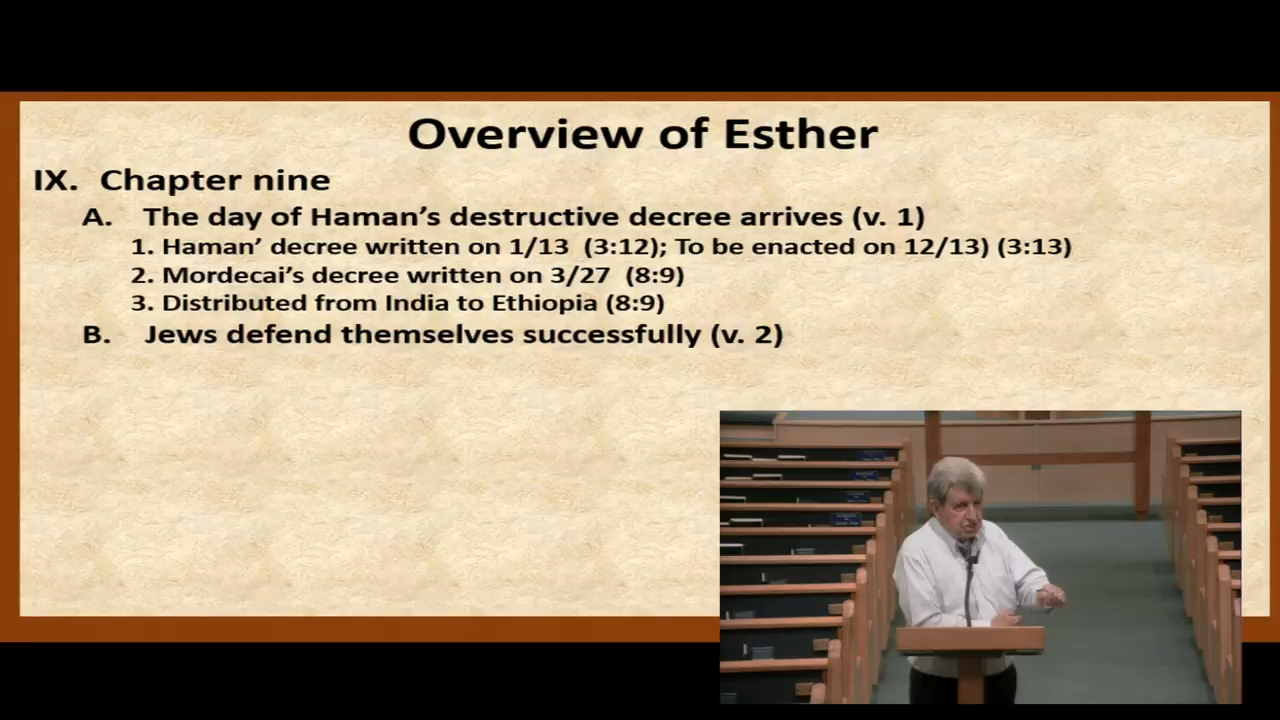 Overview of Esther
IX. Chapter nine
A. The day of Haman's destructive decree arrives (v. 1)
1. Haman' decree written on 1/13 (3:12); To be enacted on 12/13) (3:13)
2. Mordecai's decree written on 3/27 (8:9)
3. Distributed from India to Ethiopia (8:9)
B. Jews defend themselves successfully (v. 2)